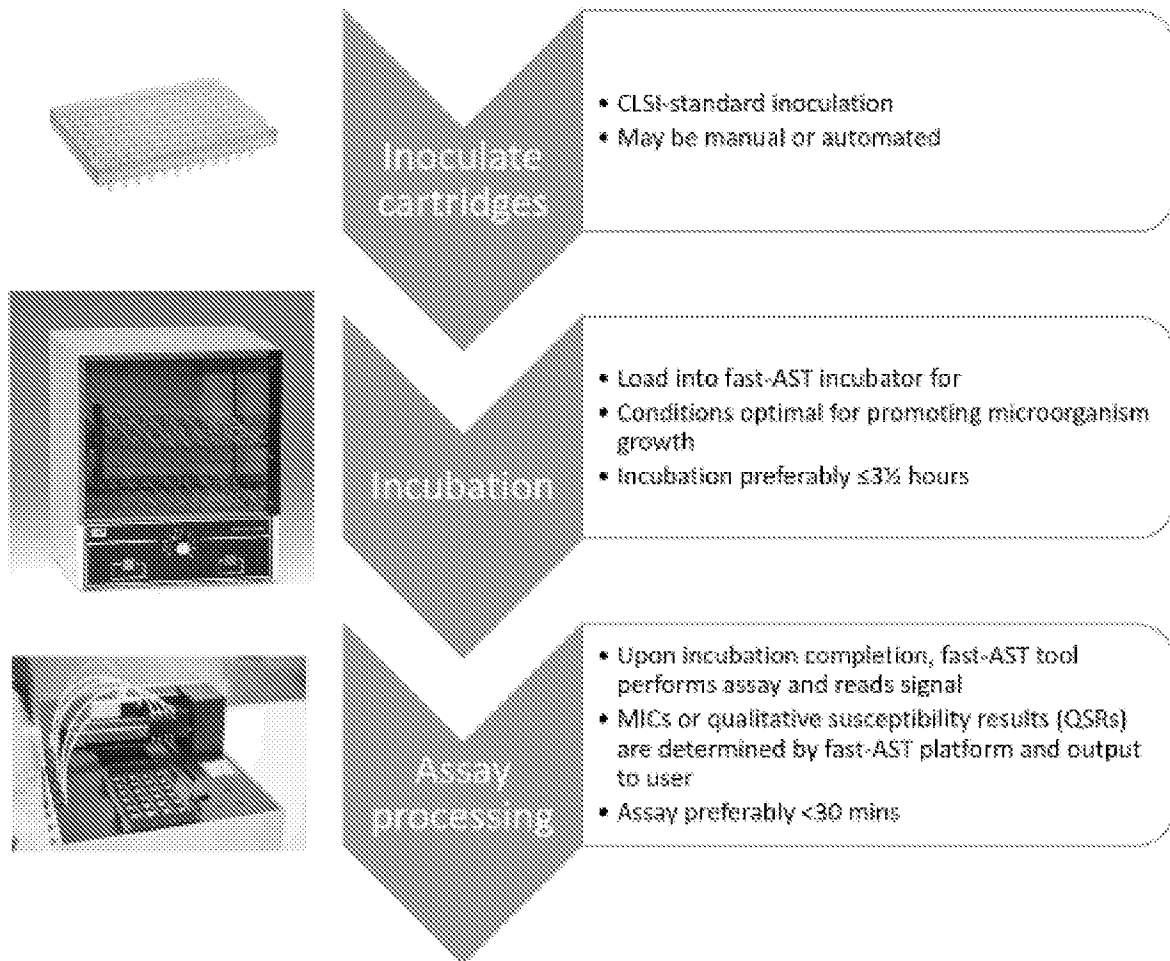 Inoculate
cartridges
• CLSI-standard inoculation
• May be manual or automated
Incubation
• Load into fast-AST incubator for
• Conditions optimal for promoting microorganism
growth
• Incubation preferably ≤3½ hours
Assay
processing
• Upon incubation completion, fast-AST tool
performs assay and reads signal
• MICs or qualitative susceptibility results (QSRs)
are determined by fast-AST platform and output
to user
• Assay preferably <30 mins